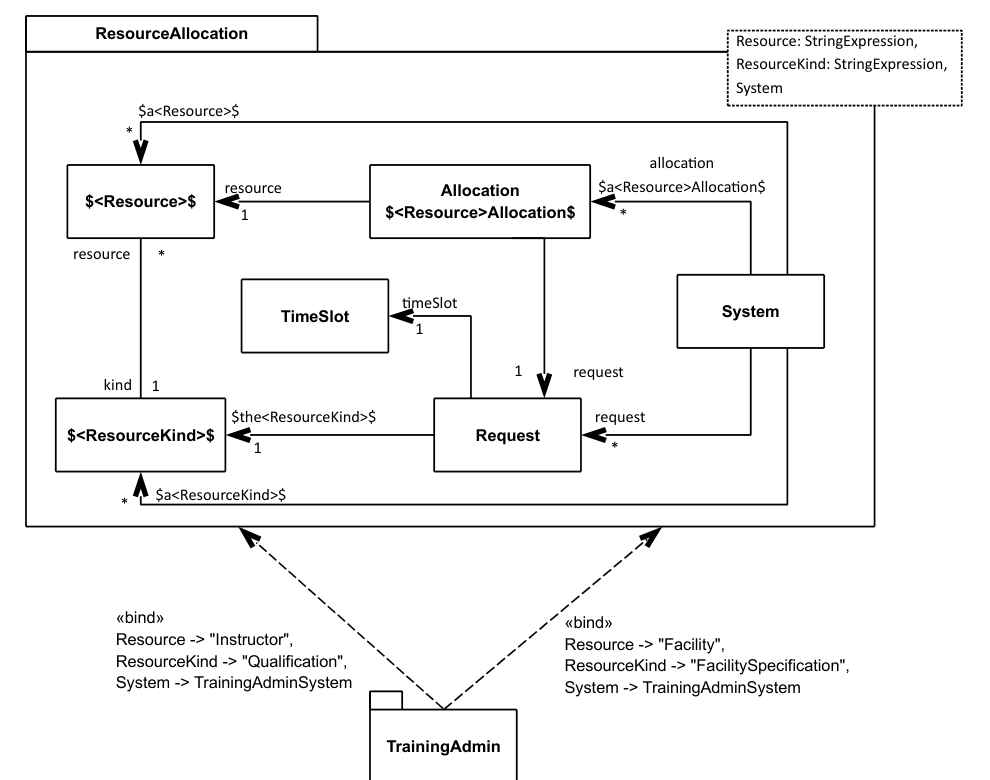 ResourceAllocation
Resource: StringExpression,
ResourceKind: StringExpression,
System
$a<Resource>$
*
allocation
$a<Resource>Allocation$
*
$<Resource>$
resource
1
Allocation
$<Resource>Allocation$
resource
*
TimeSlot
timeSlot
1
System
kind
1
1
request
$<ResourceKind>$
$the<ResourceKind>$
1
Request
request
*
*
$a<ResourceKind>$
«bind»
Resource -> "Instructor",
ResourceKind -> "Qualification",
System -> TrainingAdminSystem
«bind»
Resource -> "Facility",
ResourceKind -> "FacilitySpecification",
System -> TrainingAdminSystem
TrainingAdmin